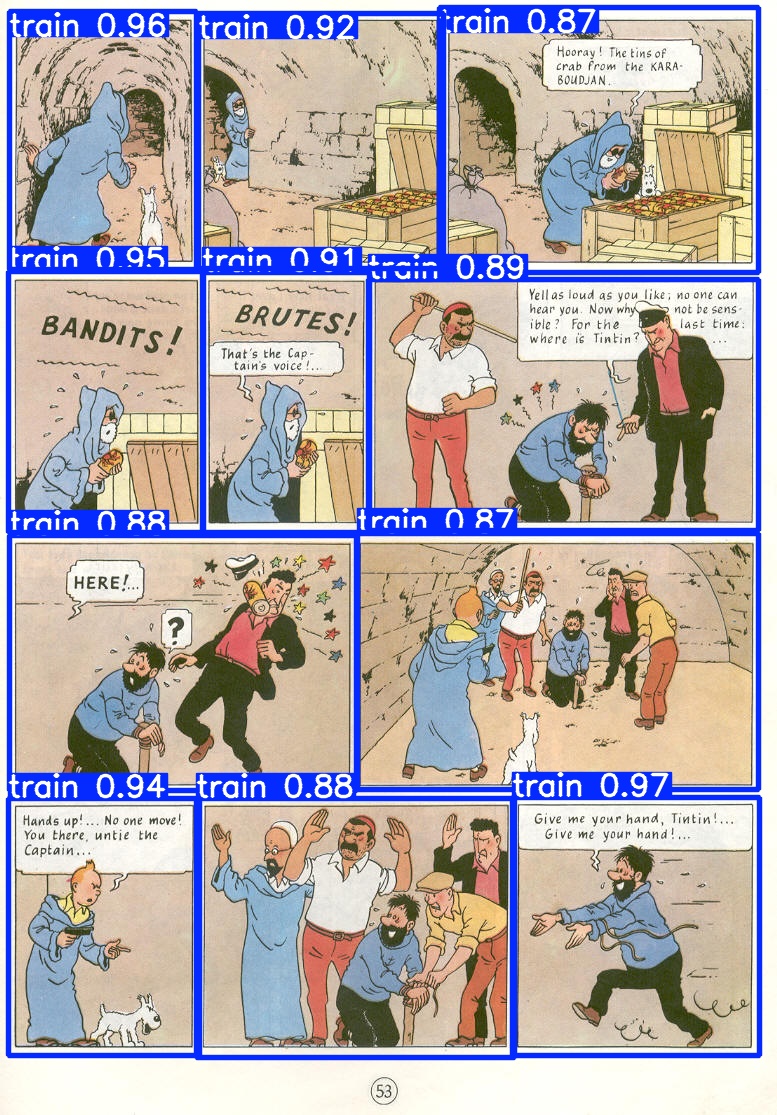 train 0.96
train 0.92
train 0.87
Hooray! The tins of
crab from the KARA-
BOUDJAN.
train 0.95
train 0.91
train 0.89
BANDITS!
BRUTES!
That's the Cap-
tain's voice!...
Yell as loud as you like; no one can
hear you. Now why not be sens-
ible? For the last time:
where is Tintin? ...
train 0.88
train 0.87
HERE!...
?
train 0.94
train 0.88
train 0.97
Hands up!... No one move!
You there, untie the
Captain...
Give me your hand, Tintin!...
Give me your hand!...
53